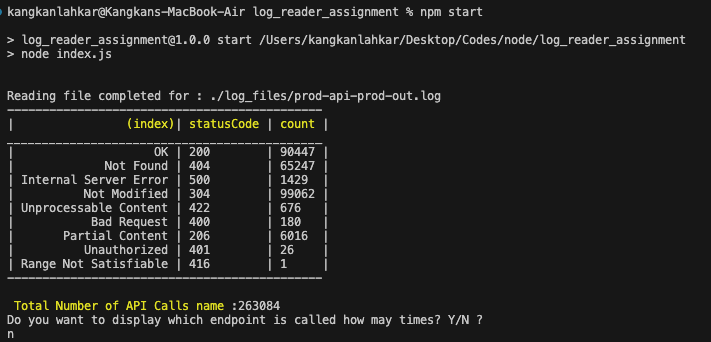 kangkanlahkar@Kangkans-MacBook-Air log_reader_assignment % npm start
> log_reader_assignment@1.0.0 start /Users/kangkanlahkar/Desktop/Codes/node/log_reader_assignment
> node index.js
Reading file completed for : ./log_files/prod-api-prod-out.log
| (index)| statusCode | count |
| OK | 200 | 90447 |
| Not Found | 404 | 65247 |
| Internal Server Error | 500 | 1429 |
| Not Modified | 304 | 99062 |
| Unprocessable Content | 422 | 676 |
| Bad Request | 400 | 180 |
| Partial Content | 206 | 6016 |
| Unauthorized | 401 | 26 |
| Range Not Satisfiable | 416 | 1 |
Total Number of API Calls name :263084
Do you want to display which endpoint is called how may times? Y/N ?
n